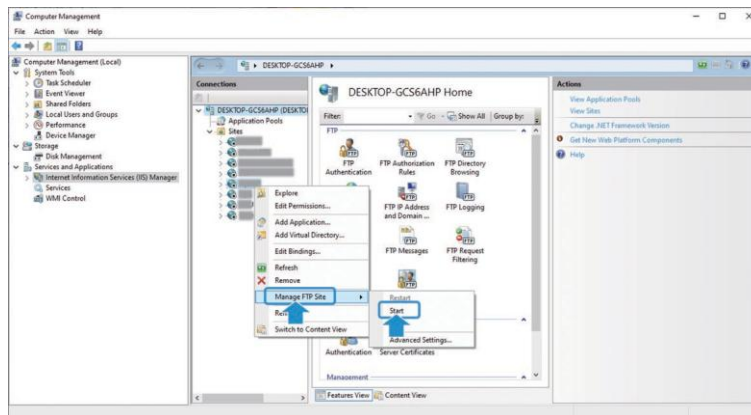 Computer Management
File Action View Help
Computer Management (Local)
System Tools
Task Scheduler
Event Viewer
Shared Folders
Local Users and Groups
Performance
Device Manager
Storage
Disk Management
Services and Applications
Internet Information Services (IIS) Manager
Services
WMI Control
DESKTOP-GCS6AHP
Connections
DESKTOP-GCS6AHP (DESKTO
Application Pools
Sites
Explore
Edit Permissions...
Add Application...
Add Virtual Directory...
Edit Bindings...
Refresh
Remove
Manage FTP Site
Switch to Content View
Restart
Start
Advanced Settings...
DESKTOP-GCS6AHP Home
Filter: Go Show All Group by:
FTP
FTP Authentication
FTP Authorization Rules
FTP Directory Browsing
FTP IP Address and Domain ...
FTP Logging
FTP Messages
FTP Request Filtering
Authentication
Server Certificates
Management
Features View Content View
Actions
View Application Pools
View Sites
Change .NET Framework Version
Get New Web Platform Components
Help